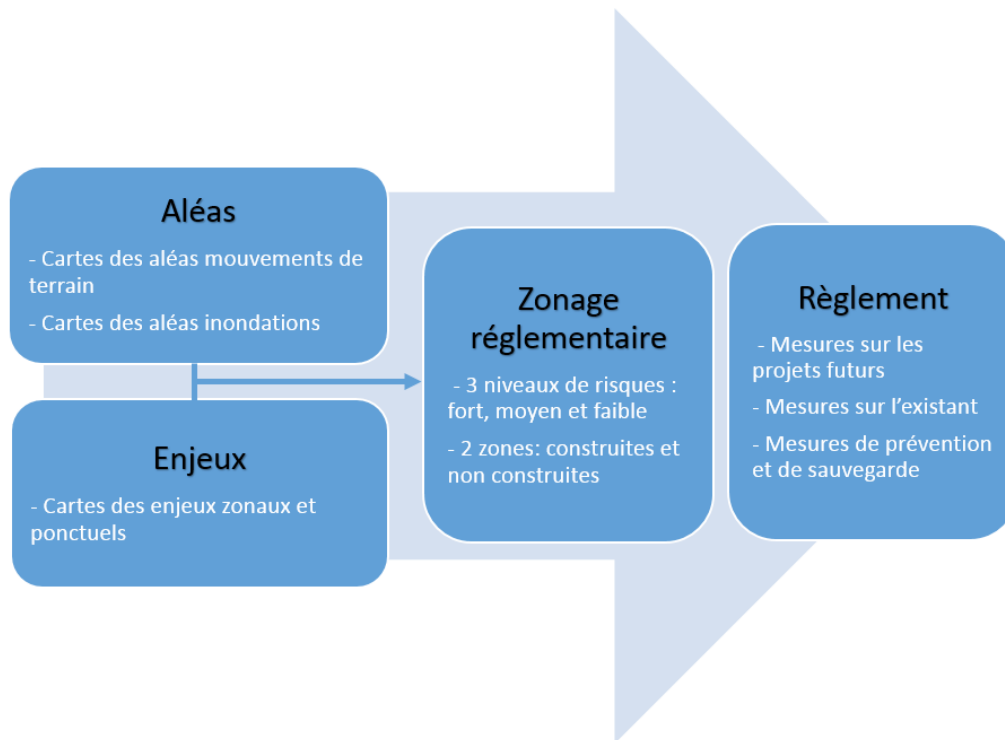 Aléas
- Cartes des aléas mouvements de
terrain
- Cartes des aléas inondations
Enjeux
- Cartes des enjeux zonaux et
ponctuels
Zonage
réglementaire
- 3 niveaux de risques :
fort, moyen et faible
- 2 zones: construites et
non construites
Règlement
- Mesures sur les
projets futurs
- Mesures sur l’existant
- Mesures de prévention
et de sauvegarde